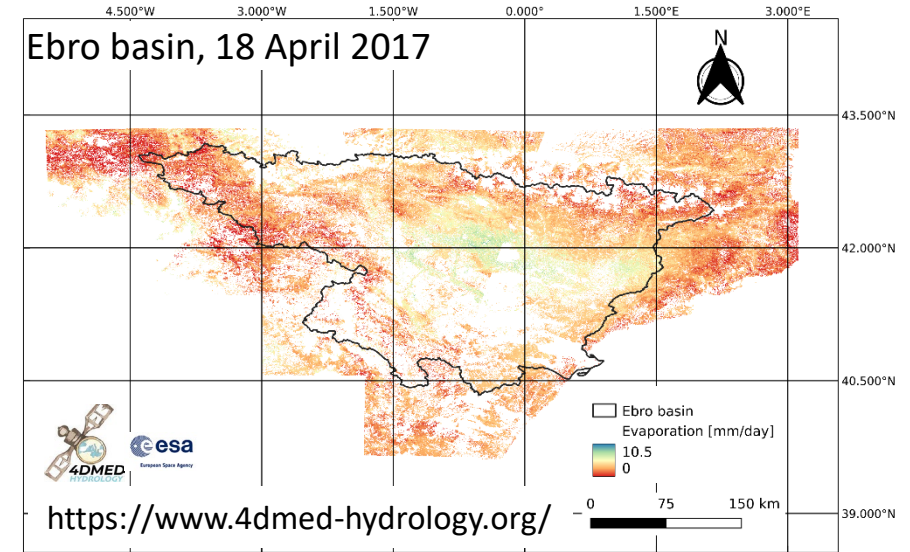 4.500°W 3.000°W 1.500°W 0.000° 1.500°E 3.000°E
Ebro basin, 18 April 2017
N
43.500°N
42.000°N
40.500°N
Ebro basin
Evaporation [mm/day]
10.5
0
4DMED
HYDROLOGY
esa
European Space Agency
0 75 150 km
https://www.4dmed-hydrology.org/
39.000°N